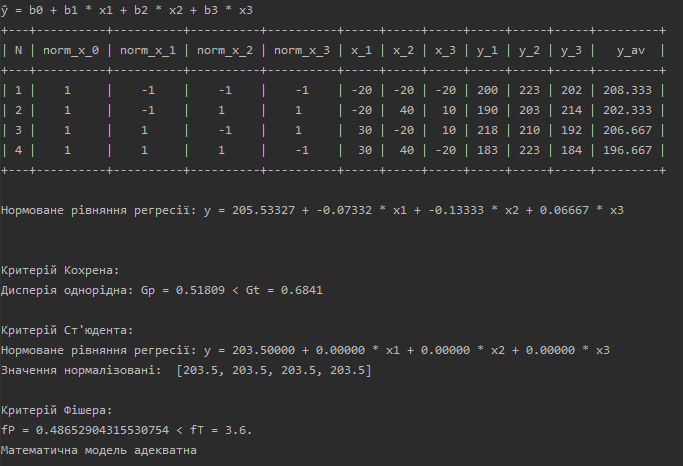 ŷ = b0 + b1 * x1 + b2 * x2 + b3 * x3
+---+----------+----------+----------+----------+-----+-----+-----+-----+-----+-----+---------+
| N | norm_x_0 | norm_x_1 | norm_x_2 | norm_x_3 | x_1 | x_2 | x_3 | y_1 | y_2 | y_3 |   y_av  |
+---+----------+----------+----------+----------+-----+-----+-----+-----+-----+-----+---------+
| 1 |    1     |    -1    |    -1    |    -1    | -20 | -20 | -20 | 200 | 223 | 202 | 208.333 |
| 2 |    1     |    -1    |    1     |    1     | -20 |  40 |  10 | 190 | 203 | 214 | 202.333 |
| 3 |    1     |    1     |    -1    |    1     |  30 | -20 |  10 | 218 | 210 | 192 | 206.667 |
| 4 |    1     |    1     |    1     |    -1    |  30 |  40 | -20 | 183 | 223 | 184 | 196.667 |
+---+----------+----------+----------+----------+-----+-----+-----+-----+-----+-----+---------+
Нормоване рівняння регресії: y = 205.53327 + -0.07332 * x1 + -0.13333 * x2 + 0.06667 * x3
Критерій Кохрена:
Дисперія однорідна: Gp = 0.51809 < Gt = 0.6841
Критерій Ст'юдента:
Нормоване рівняння регресії: y = 203.50000 + 0.00000 * x1 + 0.00000 * x2 + 0.00000 * x3
Значення нормалізовані:  [203.5, 203.5, 203.5, 203.5]
Критерій Фішера:
fP = 0.48652904315530754 < fT = 3.6.
Математична модель адекватна